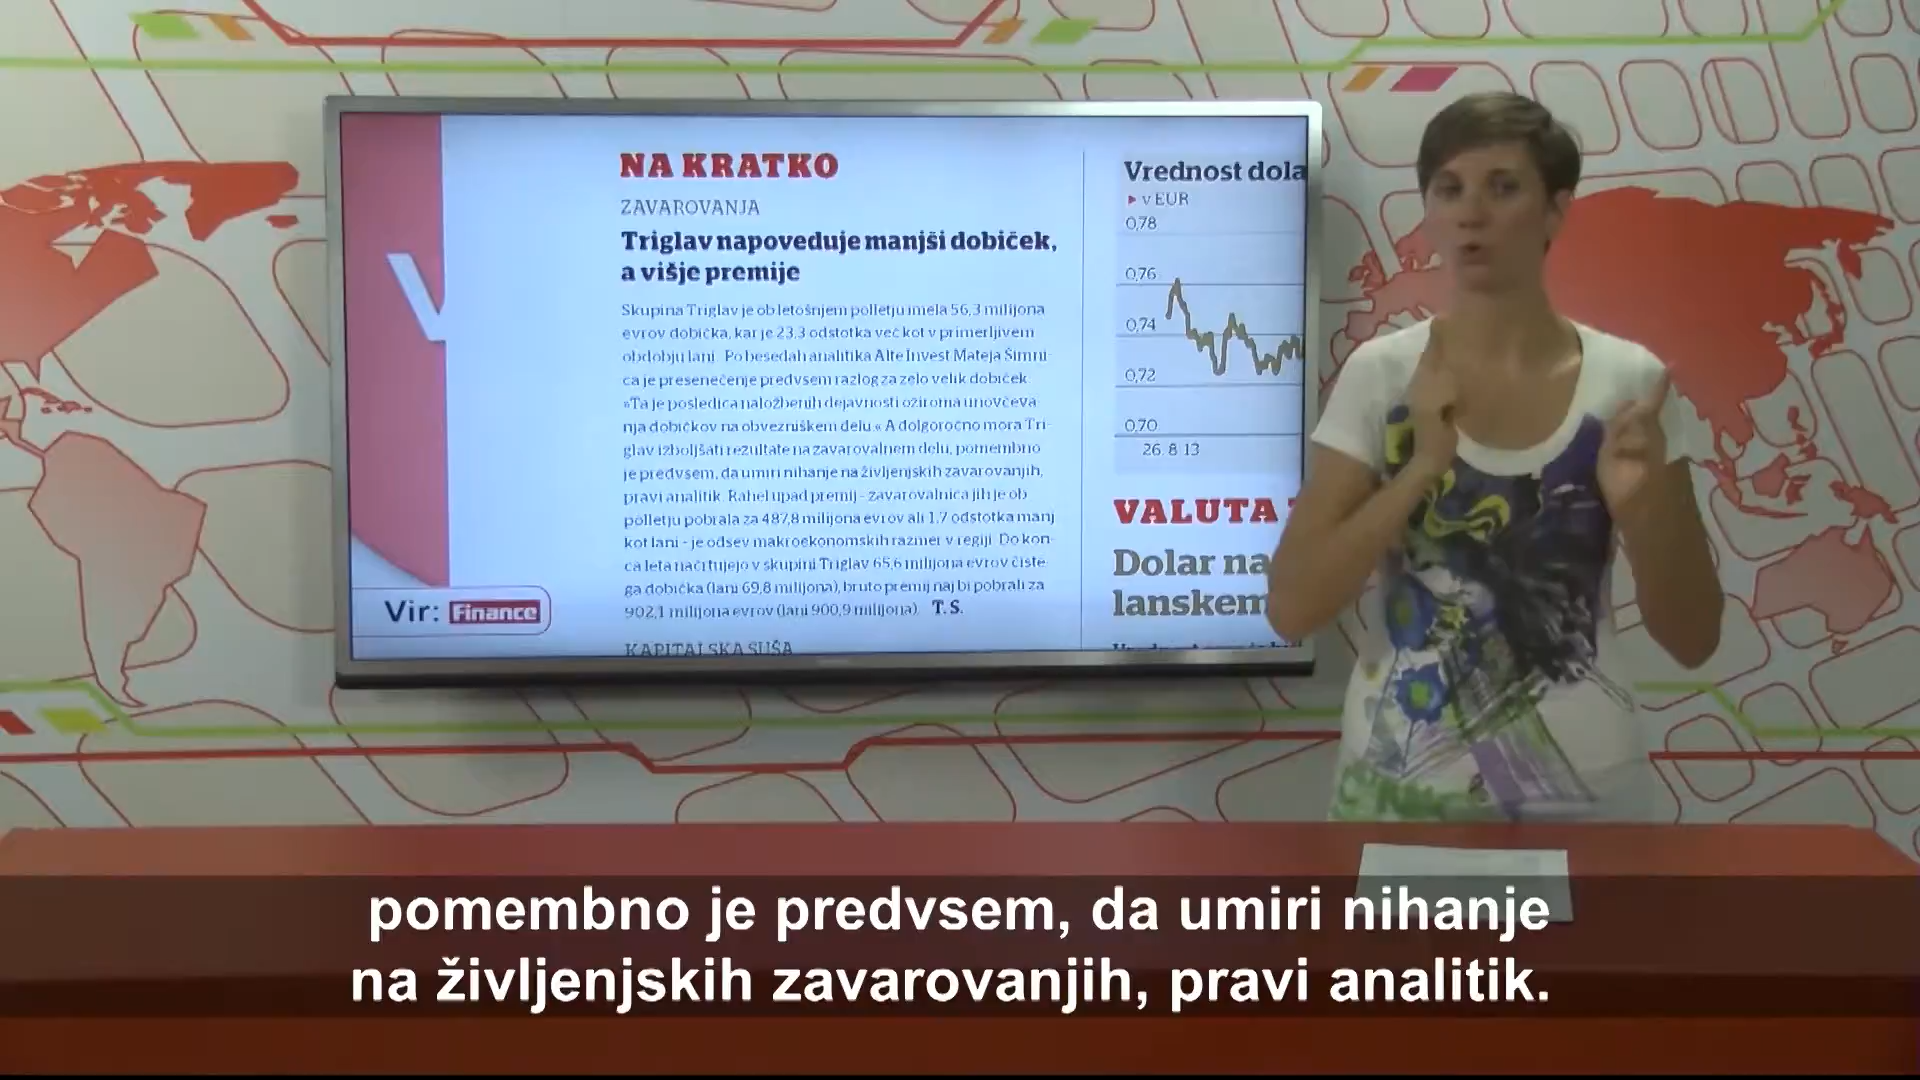 NA KRATKO
ZAVAROVANJA
Triglav napoveduje manjši dobiček,
a višje premije
Skupina Triglav je ob letošnjem polletju imela 56,3 milijona
evrov dobička, kar je 23,3 odstotka več kot v primerljivem
obdobju lani. Po besedah analitika Alte Invest Mateja Šimni-
ca je presenečenje predvsem razlog za zelo velik dobiček.
»Ta je posledica naložbenih dejavnosti oziroma unovčeva
nja dobičkov na obvezniškem delu.« A dolgoročno mora Tri-
glav izboljšati rezultate na zavarovalnem delu, pomembno
je predvsem, da umiri nihanje na življenjskih zavarovanjih,
pravi analitik. Rahel upad premij - zavarovalnica jih je ob
polletju pobrala za 487,8 milijona evrov ali 1,7 odstotka manj
kot lani - je odsev makroekonomskih razmer v regiji. Do kon-
ca leta načrtujejo v skupini Triglav 65,6 milijona evrov čiste-
ga dobička (lani 69,8 milijona), bruto premij naj bi pobrali za
902,1 milijona evrov (lani 900,9 milijona). T. S.
KAPITALSKA SUŠA
Vrednost dola
v EUR
0,78
0,76
0,74
0,72
0,70
26. 8. 13
VALUTA
Dolar na
lanskem
Vir: Finance
pomembno je predvsem, da umiri nihanje
na življenjskih zavarovanjih, pravi analitik.